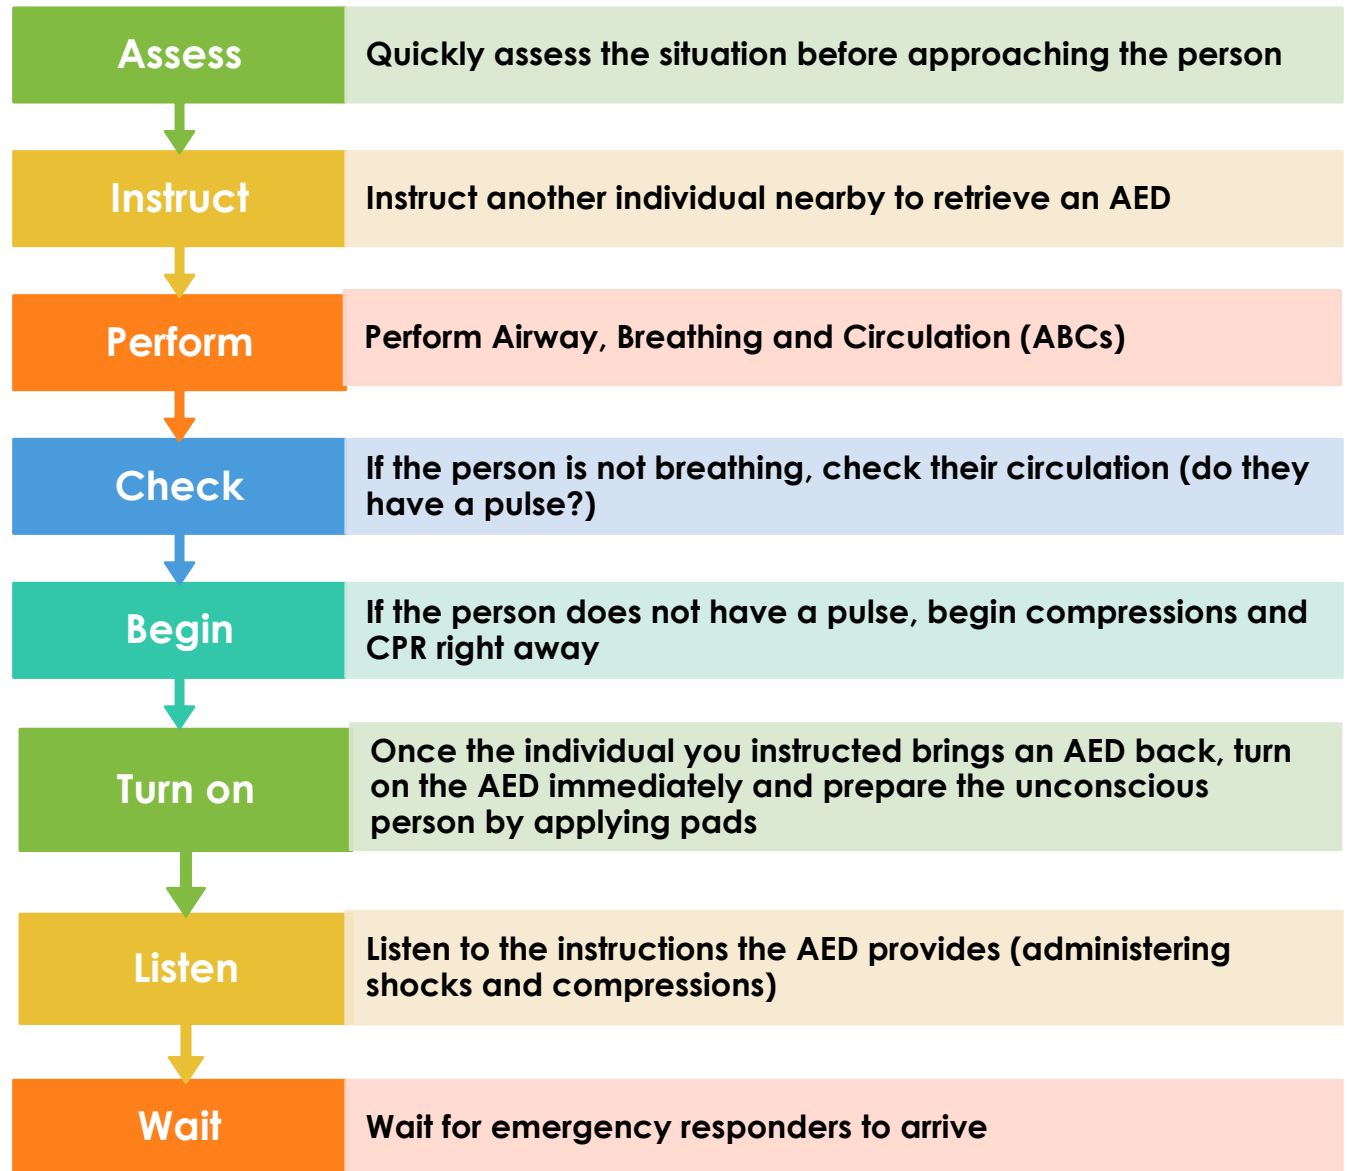 Assess
Quickly assess the situation before approaching the person
Instruct
Instruct another individual nearby to retrieve an AED
Perform
Perform Airway, Breathing and Circulation (ABCs)
Check
If the person is not breathing, check their circulation (do they
have a pulse?)
Begin
If the person does not have a pulse, begin compressions and
CPR right away
Turn on
Once the individual you instructed brings an AED back, turn
on the AED immediately and prepare the unconscious
person by applying pads
Listen
Listen to the instructions the AED provides (administering
shocks and compressions)
Wait
Wait for emergency responders to arrive